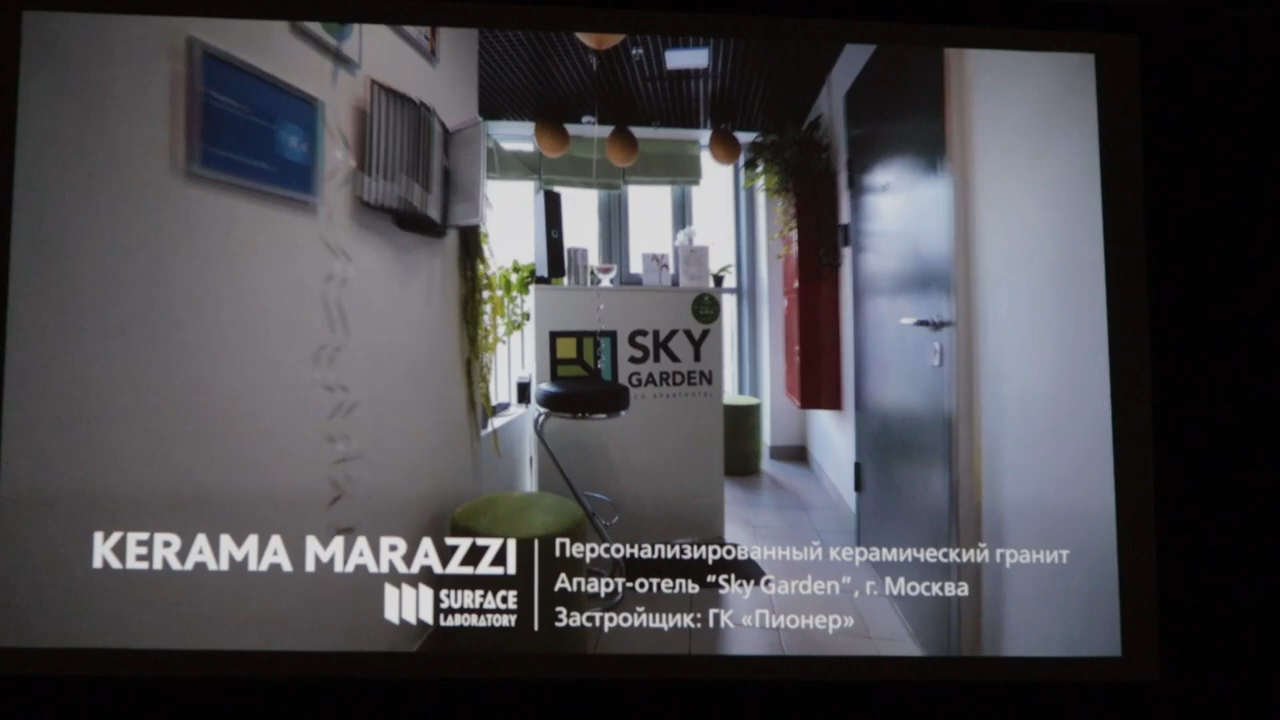 SKY
GARDEN
KERAMA MARAZZI
SURFACE
LABORATORY
Персонализированный керамический гранит
Апарт-отель "Sky Garden", г. Москва
Застройщик: ГК «Пионер»